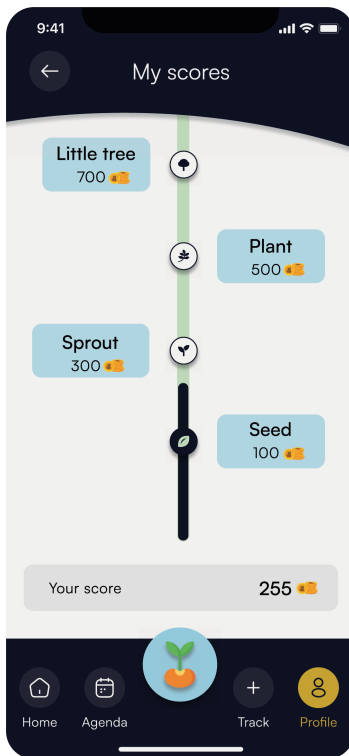 9:41
My scores
Little tree
700
Plant
500
Sprout
300
Seed
100
Your score 255
Home Agenda Track Profile